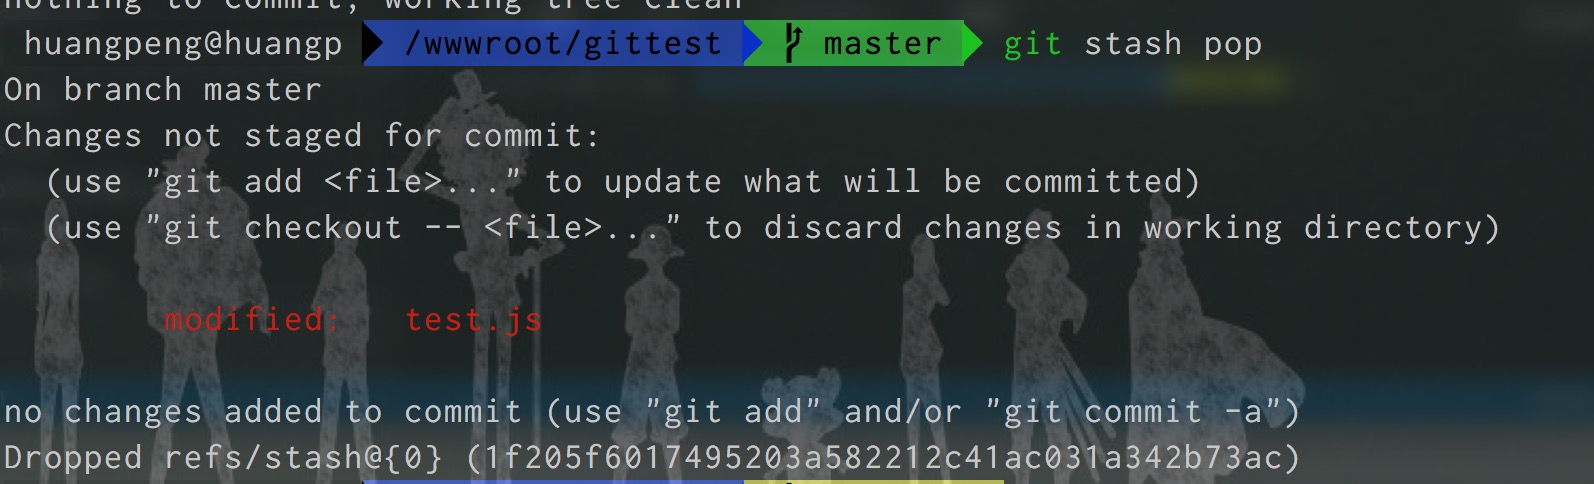 nothing to commit, working tree clean
huangpeng@huangp /wwwroot/gittest master git stash pop
On branch master
Changes not staged for commit:
(use "git add <file>..." to update what will be committed)
(use "git checkout -- <file>..." to discard changes in working directory)
modified: test.js
no changes added to commit (use "git add" and/or "git commit -a")
Dropped refs/stash@{0} (1f205f6017495203a582212c41ac031a342b73ac)